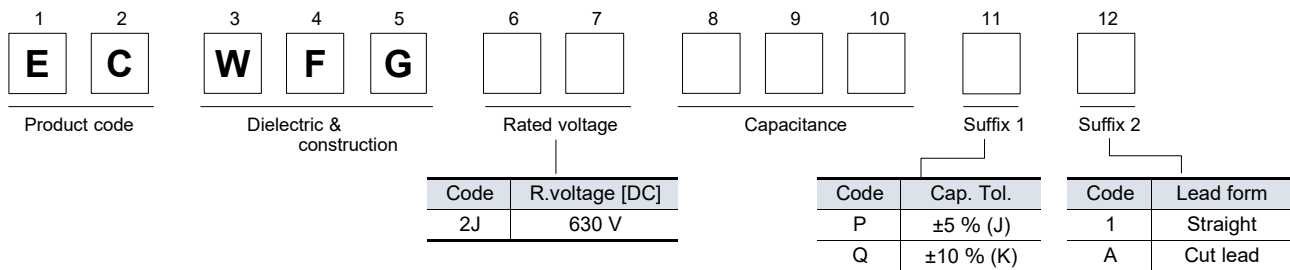 1 2 3 4 5 6 7 8 9 10 11 12
E C W F G
Product code Dielectric & construction Rated voltage Capacitance Suffix 1 Suffix 2
Code R.voltage [DC]
2J 630 V
Code Cap. Tol.
P ±5 % (J)
Q ±10 % (K)
Code Lead form
1 Straight
A Cut lead